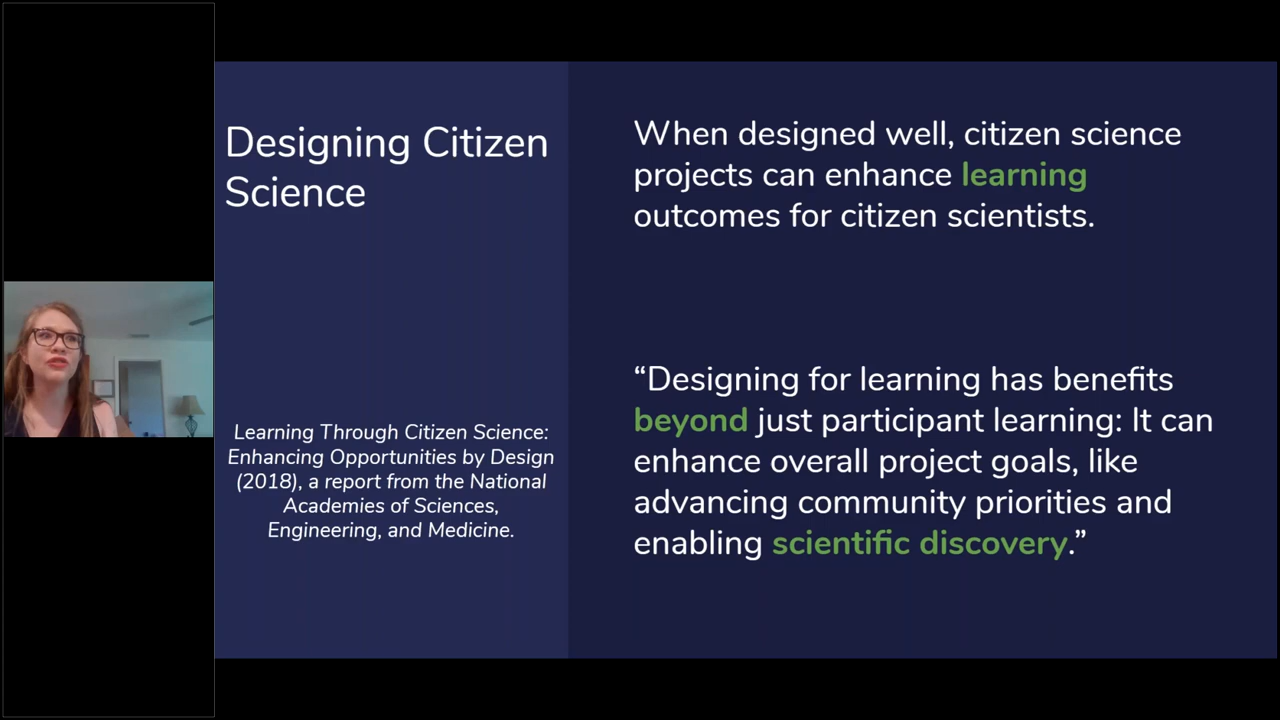 Designing Citizen
Science
Learning Through Citizen Science:
Enhancing Opportunities by Design
(2018), a report from the National
Academies of Sciences,
Engineering, and Medicine.
When designed well, citizen science
projects can enhance learning
outcomes for citizen scientists.
“Designing for learning has benefits
beyond just participant learning: It can
enhance overall project goals, like
advancing community priorities and
enabling scientific discovery.”